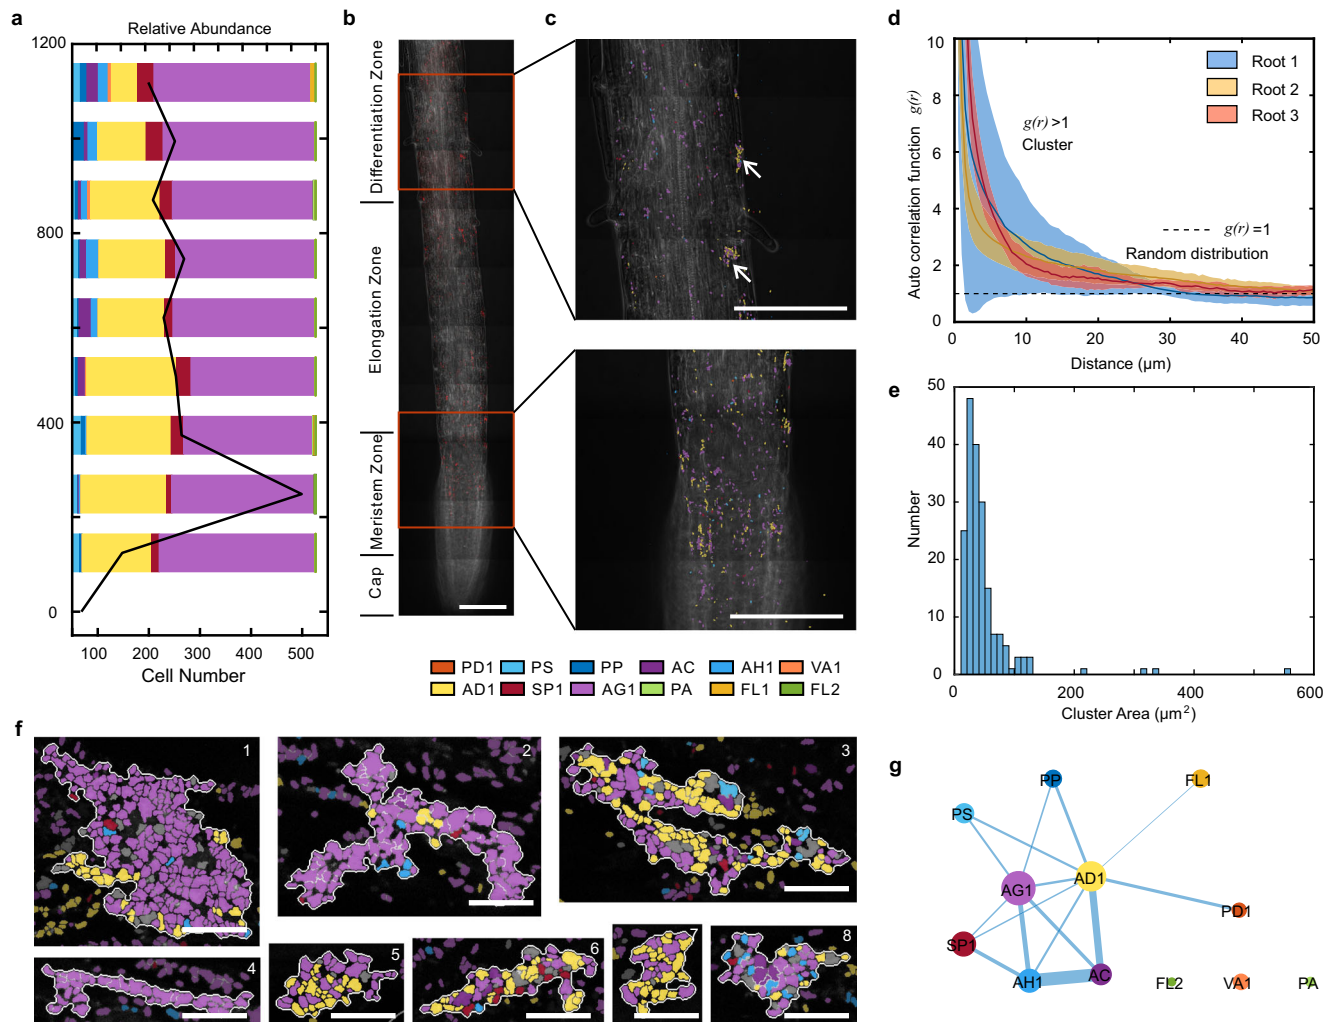 a
Relative Abundance
1200
800
400
0
100 200 300 400 500
Cell Number
b
Differentiation Zone
Elongation Zone
Meristem Zone
Cap
c
d
10
8
6
4
2
0
Auto correlation function g(r)
g(r) >1
Cluster
Root 1
Root 2
Root 3
g(r) =1
Random distribution
0 10 20 30 40 50
Distance (µm)
e
50
40
30
20
10
0
Number
0 200 400 600
Cluster Area (µm²)
PD1 PS PP AC AH1 VA1
AD1 SP1 AG1 PA FL1 FL2
f
1
2
3
4
5
6
7
8
g
PP
FL1
PS
AG1
AD1
PD1
SP1
AH1
AC
FL2
VA1
PA